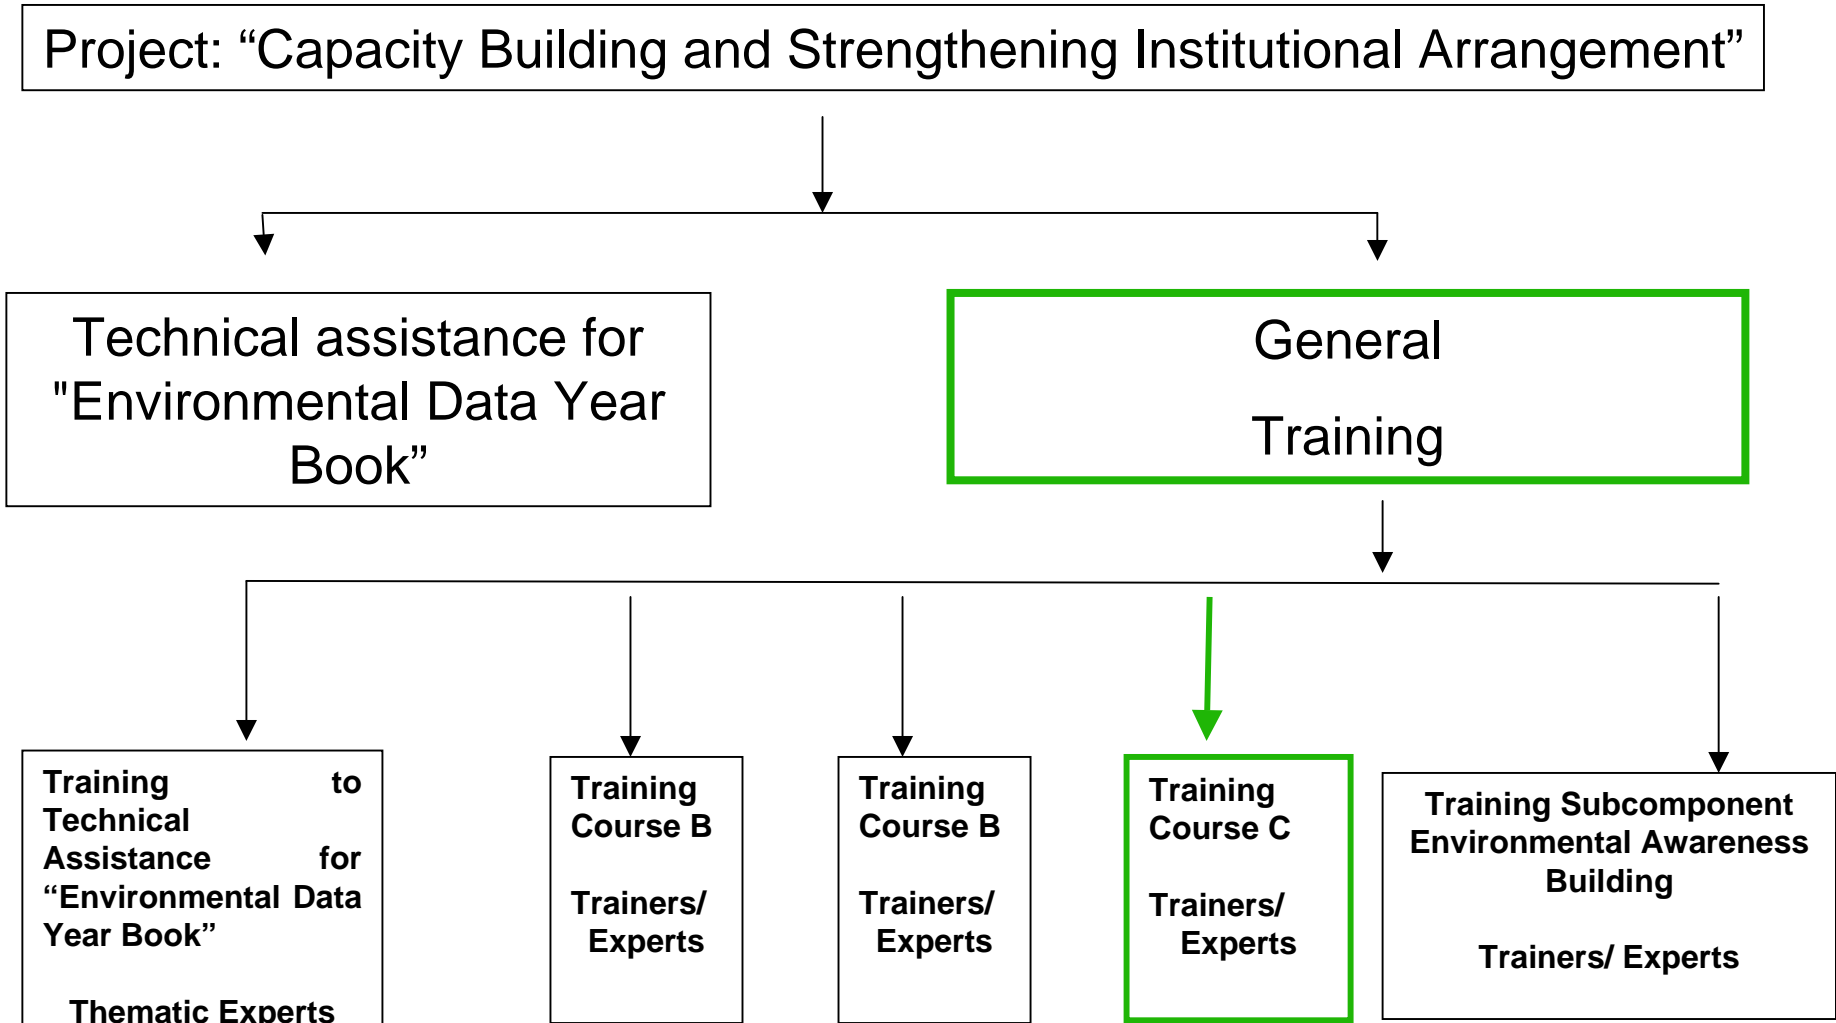 Project: “Capacity Building and Strengthening Institutional Arrangement”
Technical assistance for
"Environmental Data Year
Book”
General
Training
Training to
Technical
Assistance for
“Environmental Data
Year Book”
Thematic Experts
Training
Course B
Trainers/
Experts
Training
Course B
Trainers/
Experts
Training
Course C
Trainers/
Experts
Training Subcomponent
Environmental Awareness
Building
Trainers/ Experts